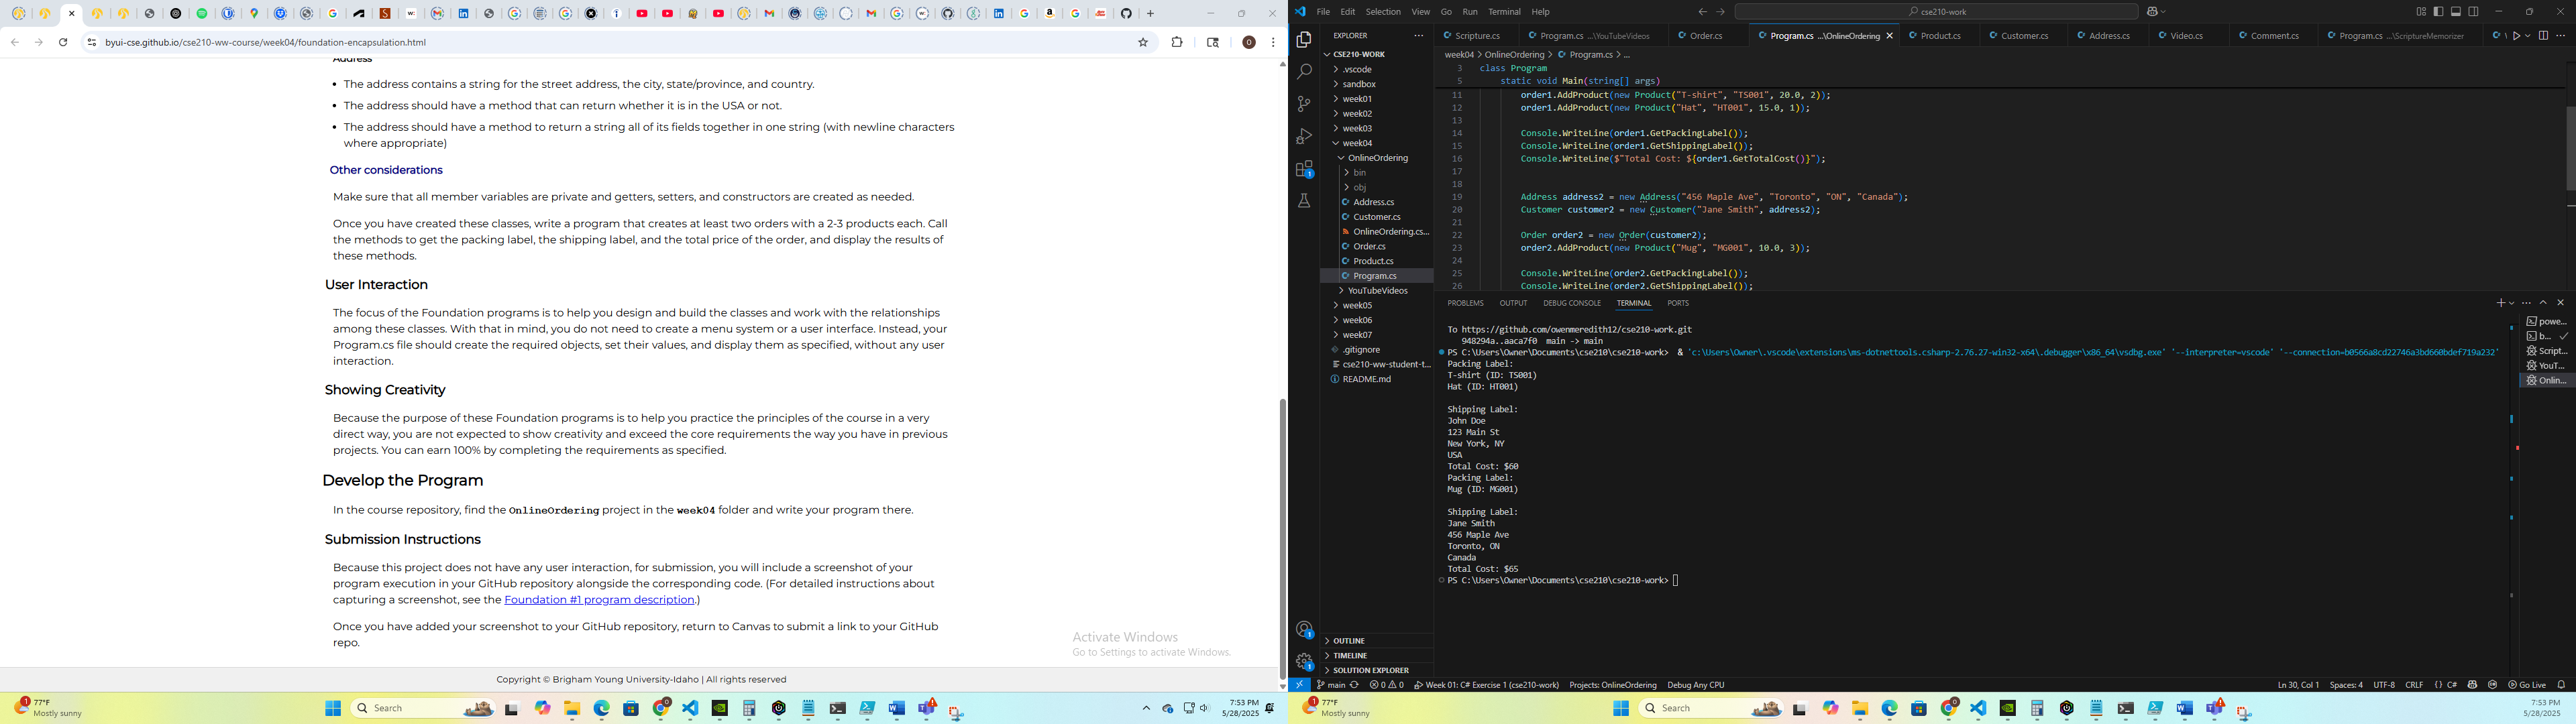 byui-cse.github.io/cse210-ww-course/week04/foundation-encapsulation.html
Address
The address contains a string for the street address, the city, state/province, and country.
The address should have a method that can return whether it is in the USA or not.
The address should have a method to return a string all of its fields together in one string (with newline characters
where appropriate)
Other considerations
Make sure that all member variables are private and getters, setters, and constructors are created as needed.
Once you have created these classes, write a program that creates at least two orders with a 2-3 products each. Call
the methods to get the packing label, the shipping label, and the total price of the order, and display the results of
these methods.
User Interaction
The focus of the Foundation programs is to help you design and build the classes and work with the relationships
among these classes. With that in mind, you do not need to create a menu system or a user interface. Instead, your
Program.cs file should create the required objects, set their values, and display them as specified, without any user
interaction.
Showing Creativity
Because the purpose of these Foundation programs is to help you practice the principles of the course in a very
direct way, you are not expected to show creativity and exceed the core requirements the way you have in previous
projects. You can earn 100% by completing the requirements as specified.
Develop the Program
In the course repository, find the OnlineOrdering project in the week04 folder and write your program there.
Submission Instructions
Because this project does not have any user interaction, for submission, you will include a screenshot of your
program execution in your GitHub repository alongside the corresponding code. (For detailed instructions about
capturing a screenshot, see the Foundation #1 program description.)
Once you have added your screenshot to your GitHub repository, return to Canvas to submit a link to your GitHub
repo.
Activate Windows
Go to Settings to activate Windows.
Copyright © Brigham Young University-Idaho | All rights reserved
77°F
Mostly sunny
Search
7:53 PM
5/28/2025
File Edit Selection View Go Run Terminal Help
cse210-work
EXPLORER
CSE210-WORK
.vscode
sandbox
week01
week02
week03
week04
OnlineOrdering
bin
obj
Address.cs
Customer.cs
OnlineOrdering.cs...
Order.cs
Product.cs
Program.cs
YouTubeVideos
week05
week06
week07
.gitignore
cse210-ww-student-t...
README.md
OUTLINE
TIMELINE
SOLUTION EXPLORER
Scripture.cs Program.cs ...\YouTubeVideos Order.cs Program.cs ...\OnlineOrdering Product.cs Customer.cs Address.cs Video.cs Comment.cs Program.cs ...\ScriptureMemorizer
week04 > OnlineOrdering > Program.cs > ...
3 class Program
5 static void Main(string[] args)
11 order1.AddProduct(new Product("T-shirt", "TS001", 20.0, 2));
12 order1.AddProduct(new Product("Hat", "HT001", 15.0, 1));
13
14 Console.WriteLine(order1.GetPackingLabel());
15 Console.WriteLine(order1.GetShippingLabel());
16 Console.WriteLine($"Total Cost: ${order1.GetTotalCost()}");
17
18
19 Address address2 = new Address("456 Maple Ave", "Toronto", "ON", "Canada");
20 Customer customer2 = new Customer("Jane Smith", address2);
21
22 Order order2 = new Order(customer2);
23 order2.AddProduct(new Product("Mug", "MG001", 10.0, 3));
24
25 Console.WriteLine(order2.GetPackingLabel());
26 Console.WriteLine(order2.GetShippingLabel());
PROBLEMS OUTPUT DEBUG CONSOLE TERMINAL PORTS
To https://github.com/owenmeredith12/cse210-work.git
948294a..aaca7f0 main -> main
PS C:\Users\Owner\Documents\cse210\cse210-work> & 'c:\Users\Owner\.vscode\extensions\ms-dotnettools.csharp-2.76.27-win32-x64\.debugger\x86_64\vsdbg.exe' '--interpreter=vscode' '--connection=b0566a8cd22746a3bd660bdef719a232'
Packing Label:
T-shirt (ID: TS001)
Hat (ID: HT001)
Shipping Label:
John Doe
123 Main St
New York, NY
USA
Total Cost: $60
Packing Label:
Mug (ID: MG001)
Shipping Label:
Jane Smith
456 Maple Ave
Toronto, ON
Canada
Total Cost: $65
PS C:\Users\Owner\Documents\cse210\cse210-work>
powe...
b...
Script...
YouT...
Onlin...
main 0 0 Week 01: C# Exercise 1 (cse210-work) Projects: OnlineOrdering Debug Any CPU
Ln 30, Col 1 Spaces: 4 UTF-8 CRLF {} C# Go Live
77°F
Mostly sunny
Search
7:53 PM
5/28/2025